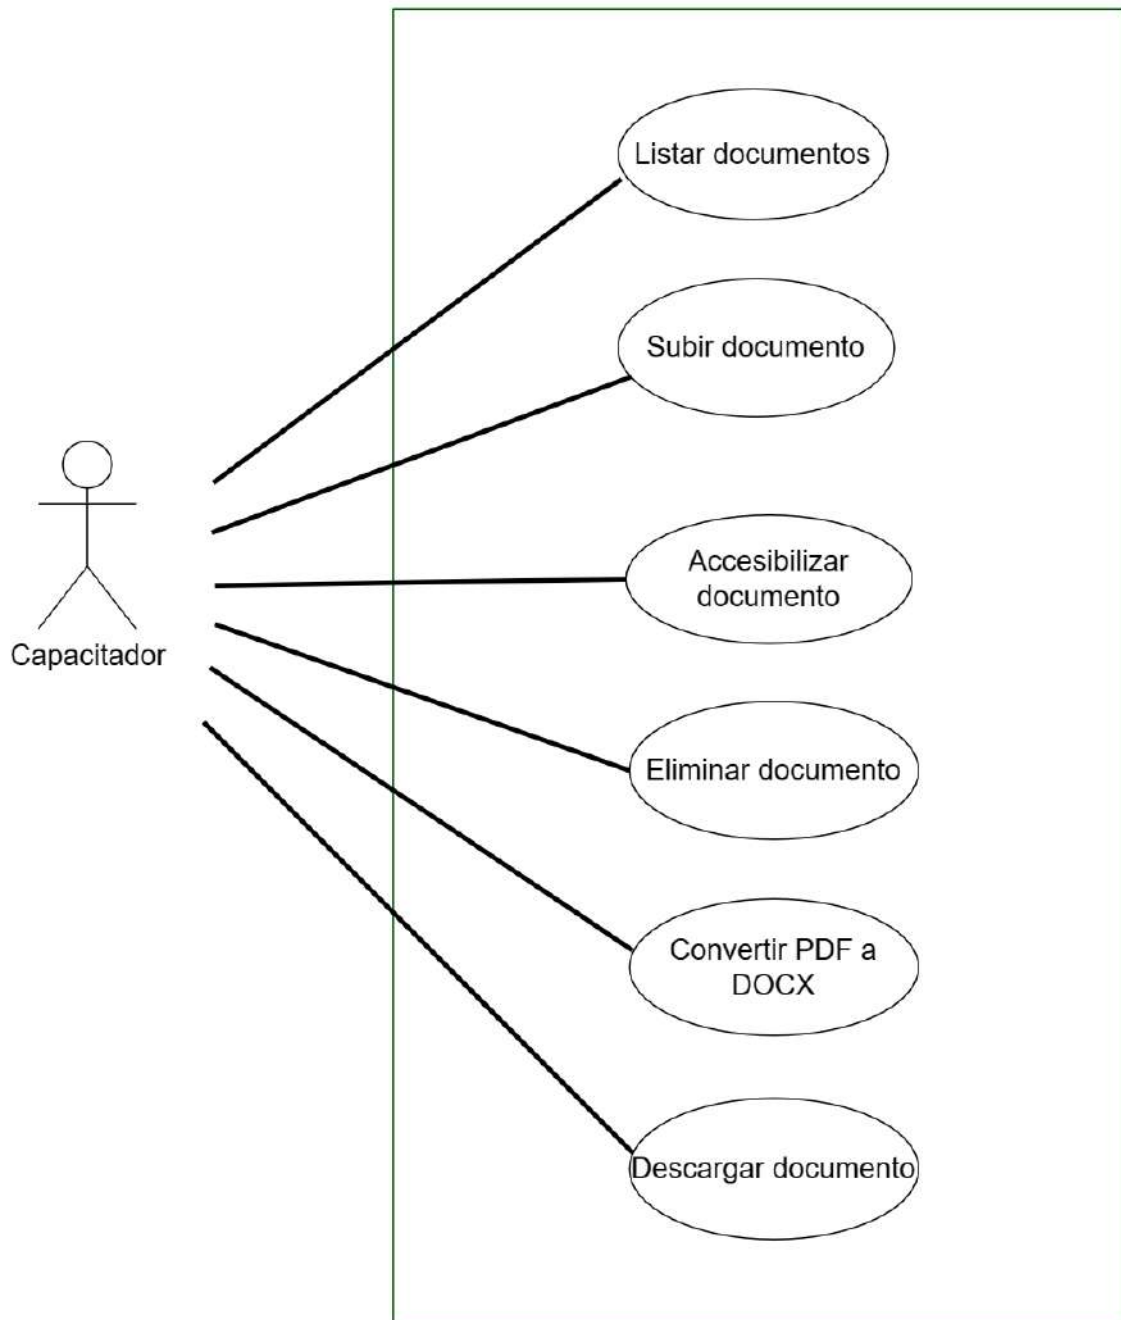 Listar documentos
Subir documento
Accesibilizar
documento
Capacitador
Eliminar documento
Convertir PDF a
DOCX
Descargar documento